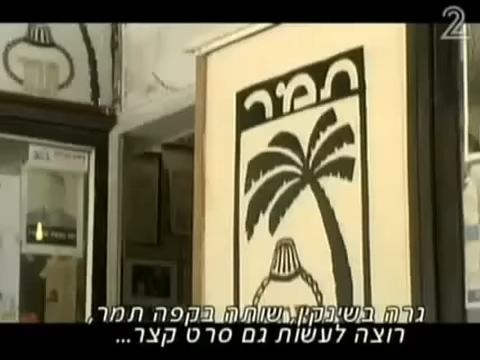 2
תמר
גרה בשינקין, שותה בקפה תמר,
רוצה לעשות גם סרט קצר...